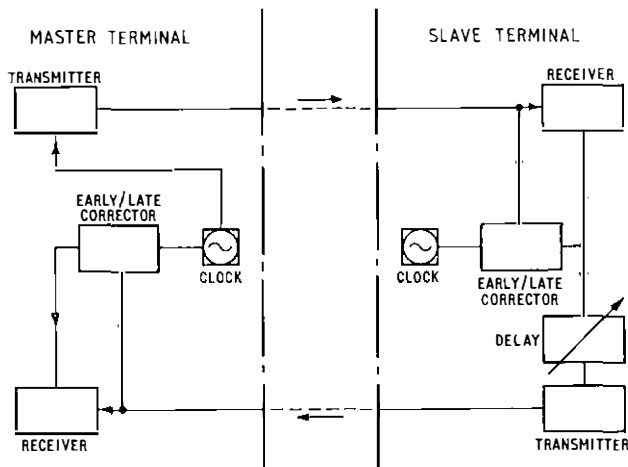 MASTER TERMINAL
SLAVE TERMINAL
TRANSMITTER
RECEIVER
EARLY/LATE
CORRECTOR
CLOCK
CLOCK
EARLY/LATE
CORRECTOR
DELAY
RECEIVER
TRANSMITTER